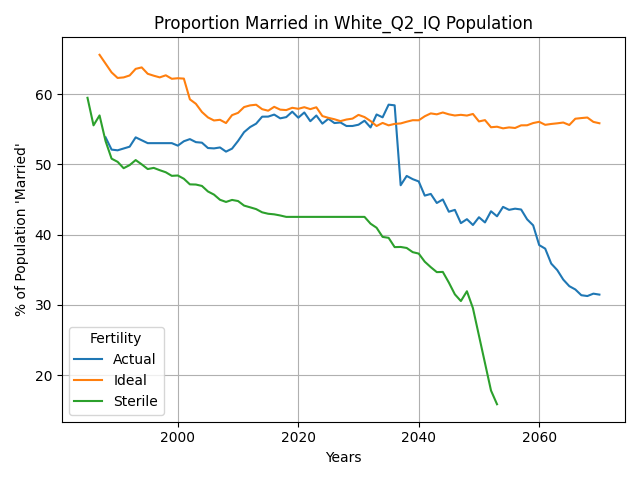 Proportion Married in White_Q2_IQ Population
% of Population 'Married'
60
50
40
30
20
Fertility
Actual
Ideal
Sterile
2000 2020 2040 2060
Years